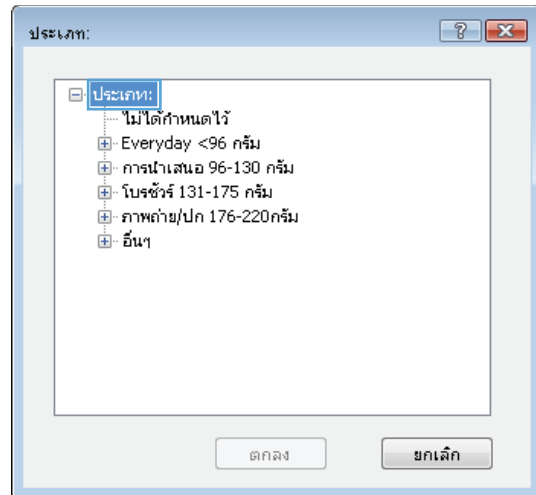 ประเภท:
ประเภท:
ไม่ได้กำหนดไว้
Everyday <96 กรัม
การนำเสนอ 96-130 กรัม
โบรชัวร์ 131-175 กรัม
ภาพถ่าย/ปก 176-220กรัม
อื่นๆ
ตกลง
ยกเลิก